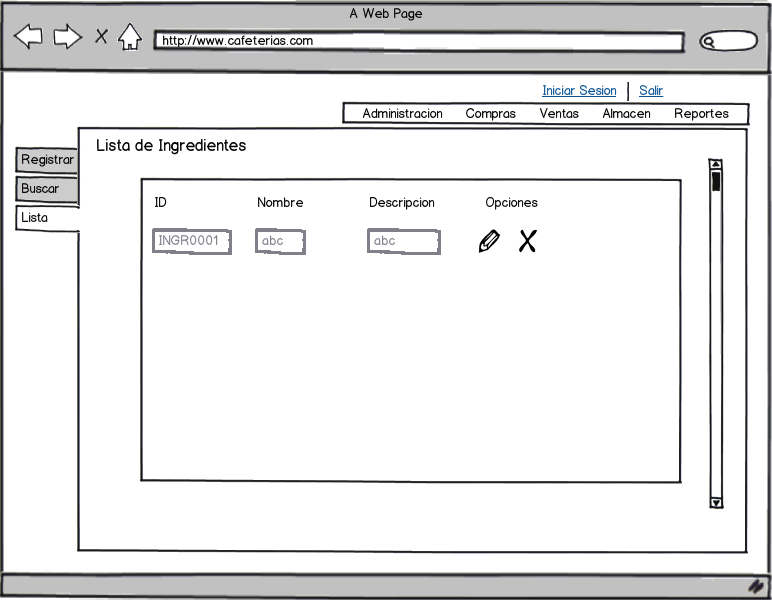 A Web Page
http://www.cafeterias.com
Iniciar Sesion | Salir
Administracion Compras Ventas Almacen Reportes
Lista de Ingredientes
Registrar
Buscar
Lista
ID Nombre Descripcion Opciones
INGR0001 abc abc